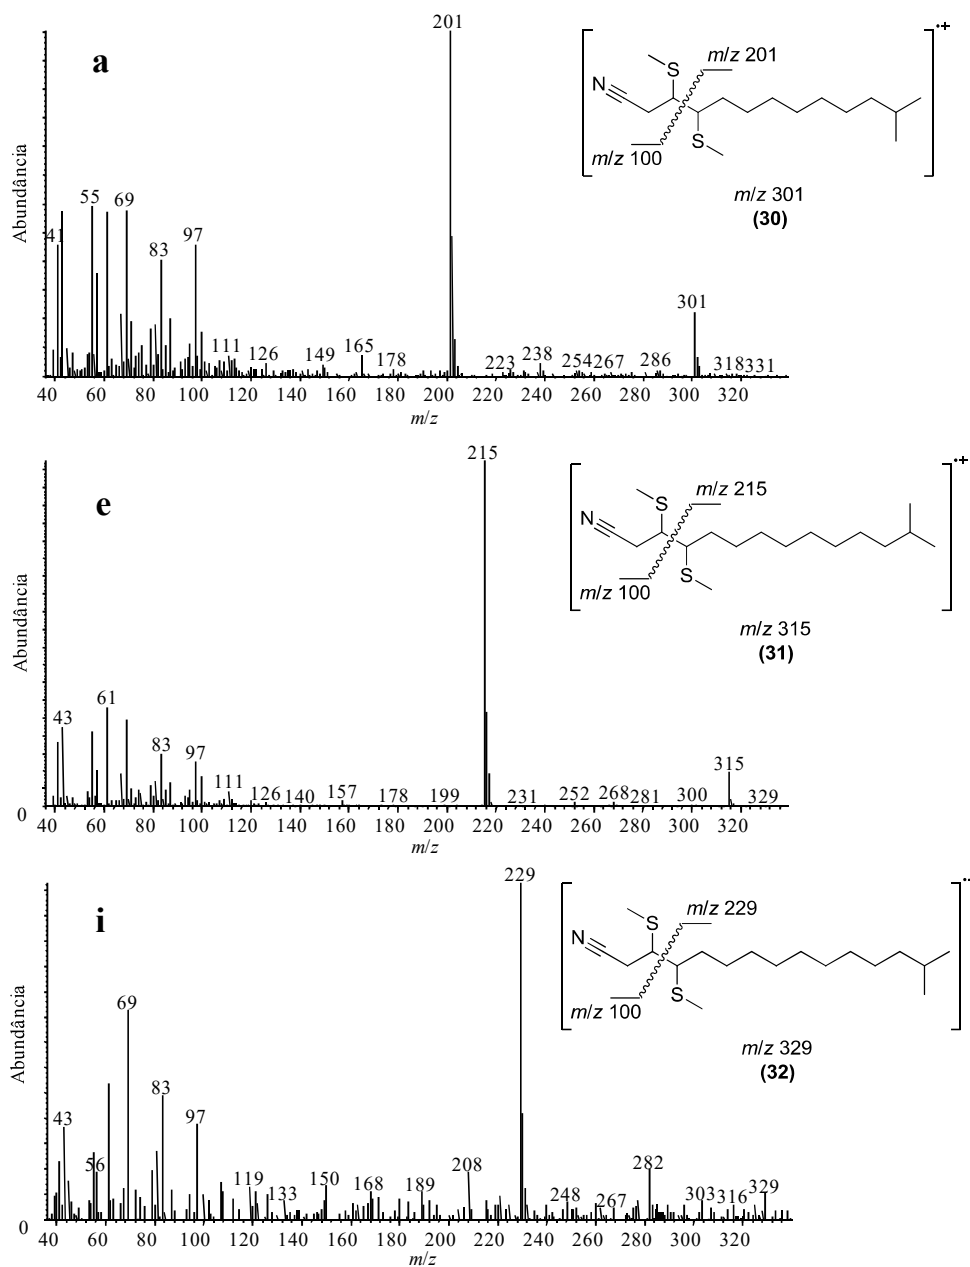 a
Abundância
201
55
69
41
83
97
111
126
149
165
178
223
238
254
267
286
301
318
331
40 60 80 100 120 140 160 180 200 220 240 260 280 300 320
m/z
N
S
S
m/z 201
m/z 100
•+
m/z 301
(30)
e
Abundância
215
61
43
83
97
111
126
140
157
178
199
231
252
268
281
300
315
329
0
40 60 80 100 120 140 160 180 200 220 240 260 280 300 320
m/z
N
S
S
m/z 215
m/z 100
•+
m/z 315
(31)
i
Abundância
229
69
43
56
83
97
119
133
150
168
189
208
248
267
282
303
316
329
0
40 60 80 100 120 140 160 180 200 220 240 260 280 300 320
m/z
N
S
S
m/z 229
m/z 100
m/z 329
(32)